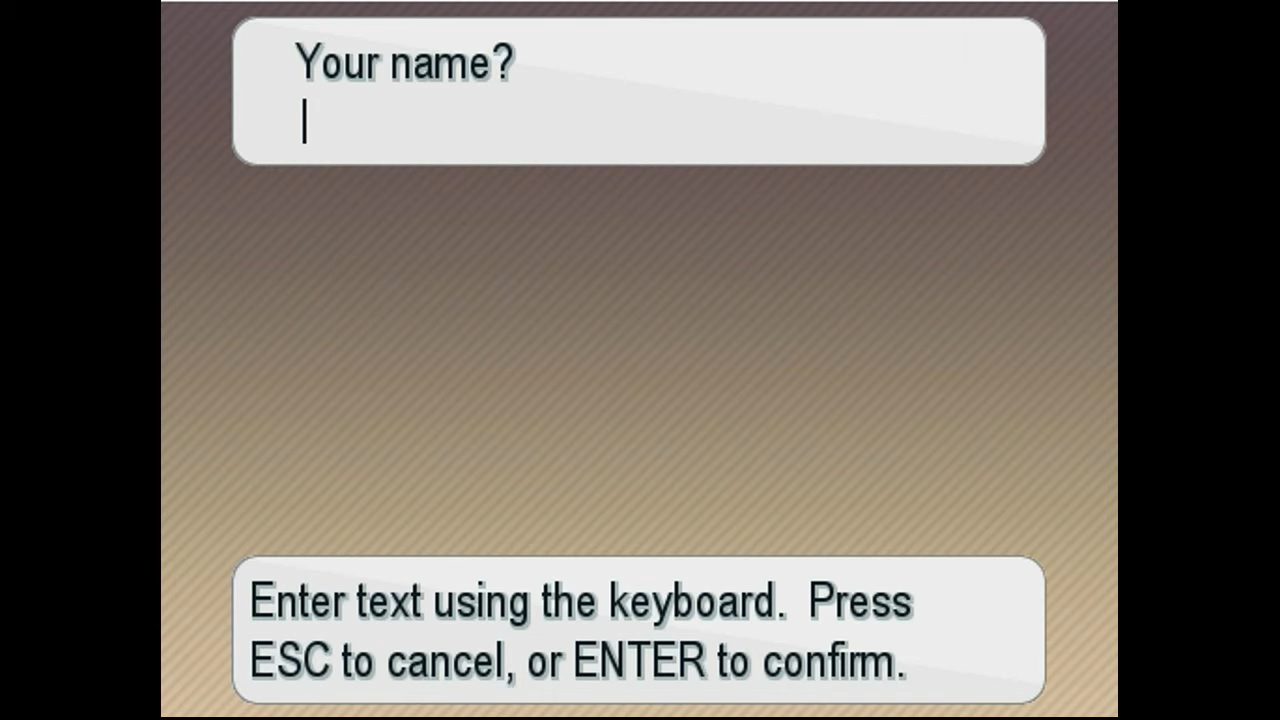 Your name?
Enter text using the keyboard.  Press
ESC to cancel, or ENTER to confirm.